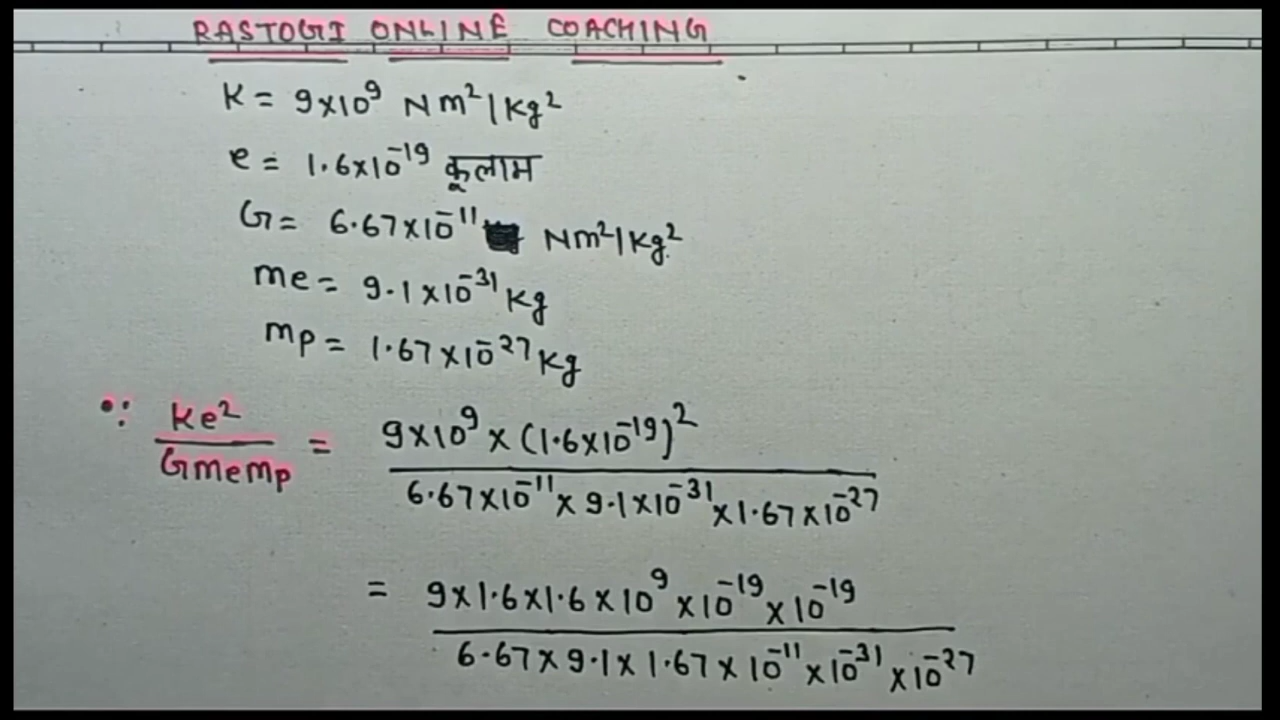 RASTOGI ONLINE COACHING
K = 9×10⁹ Nm²/Kg²
e = 1.6×10⁻¹⁹ कूलाम
G = 6.67×10⁻¹¹ Nm²/Kg²
me = 9.1×10⁻³¹ Kg
mp = 1.67×10⁻²⁷ Kg
∵ Ke²/GMeMp = 9×10⁹×(1.6×10⁻¹⁹)²/6.67×10⁻¹¹×9.1×10⁻³¹×1.67×10⁻²⁷
= 9×1.6×1.6×10⁹×10⁻¹⁹×10⁻¹⁹/6.67×9.1×1.67×10⁻¹¹×10⁻³¹×10⁻²⁷